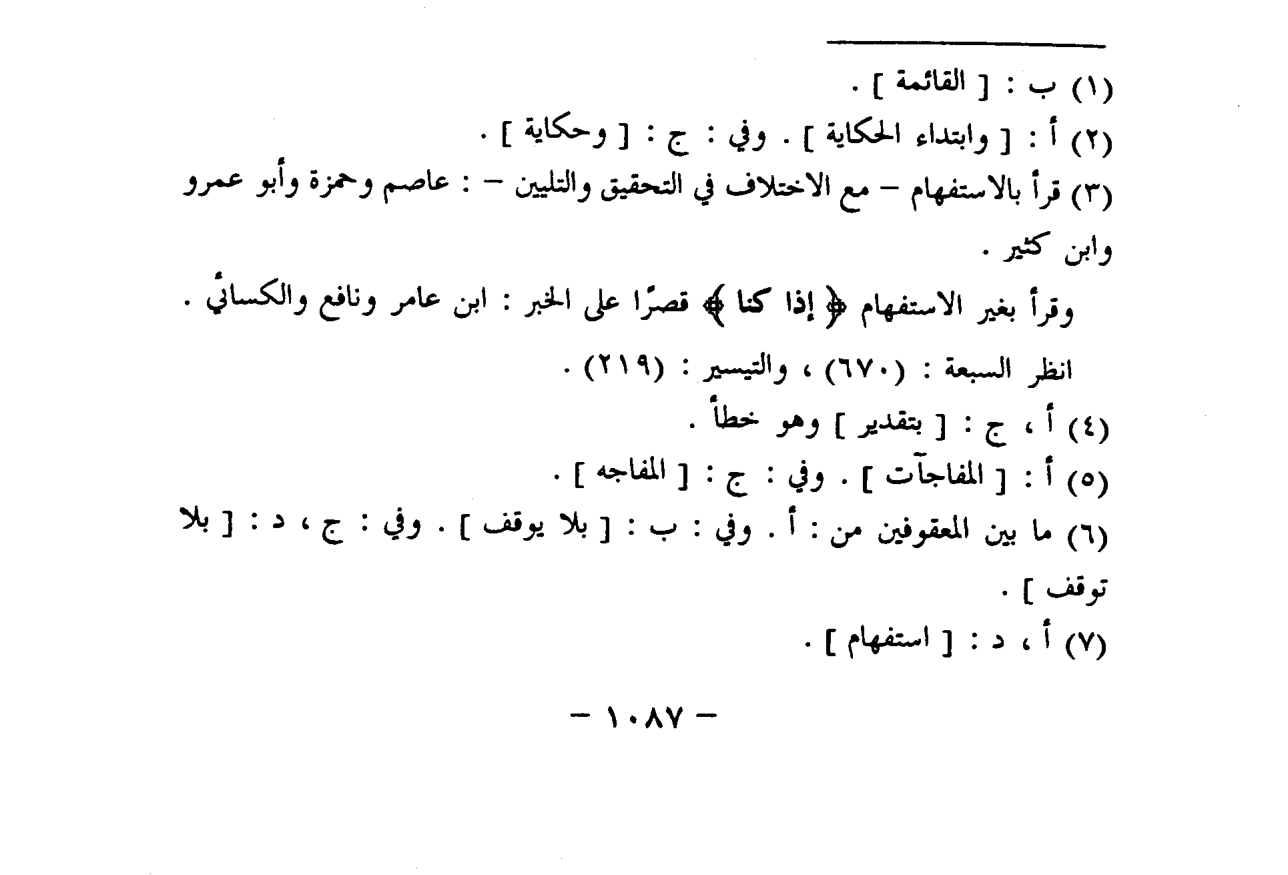 (١) ب : [ القائمة ] .
(٢) أ : [ وابتداء الحكاية ] . وفي : ج : [ وحكاية ] .
(٣) قرأ بالاستفهام – مع الاختلاف في التحقيق والتليين – : عاصم وحمزة وأبو عمرو
وابن كثير .
وقرأ بغير الاستفهام ﴿ إذا كنا ﴾ قصرًا على الخبر : ابن عامر ونافع والكسائي .
انظر السبعة : (٦٧٠) ، والتيسير : (٢١٩) .
(٤) أ ، ج : [ بتقدير ] وهو خطأ .
(٥) أ : [ المفاجآت ] . وفي : ج : [ المفاجه ] .
(٦) ما بين المعقوفين من : أ . وفي : ب : [ بلا يوقف ] . وفي : ج ، د : [ بلا
توقف ] .
(٧) أ ، د : [ استفهام ] .
– ١٠٨٧ –